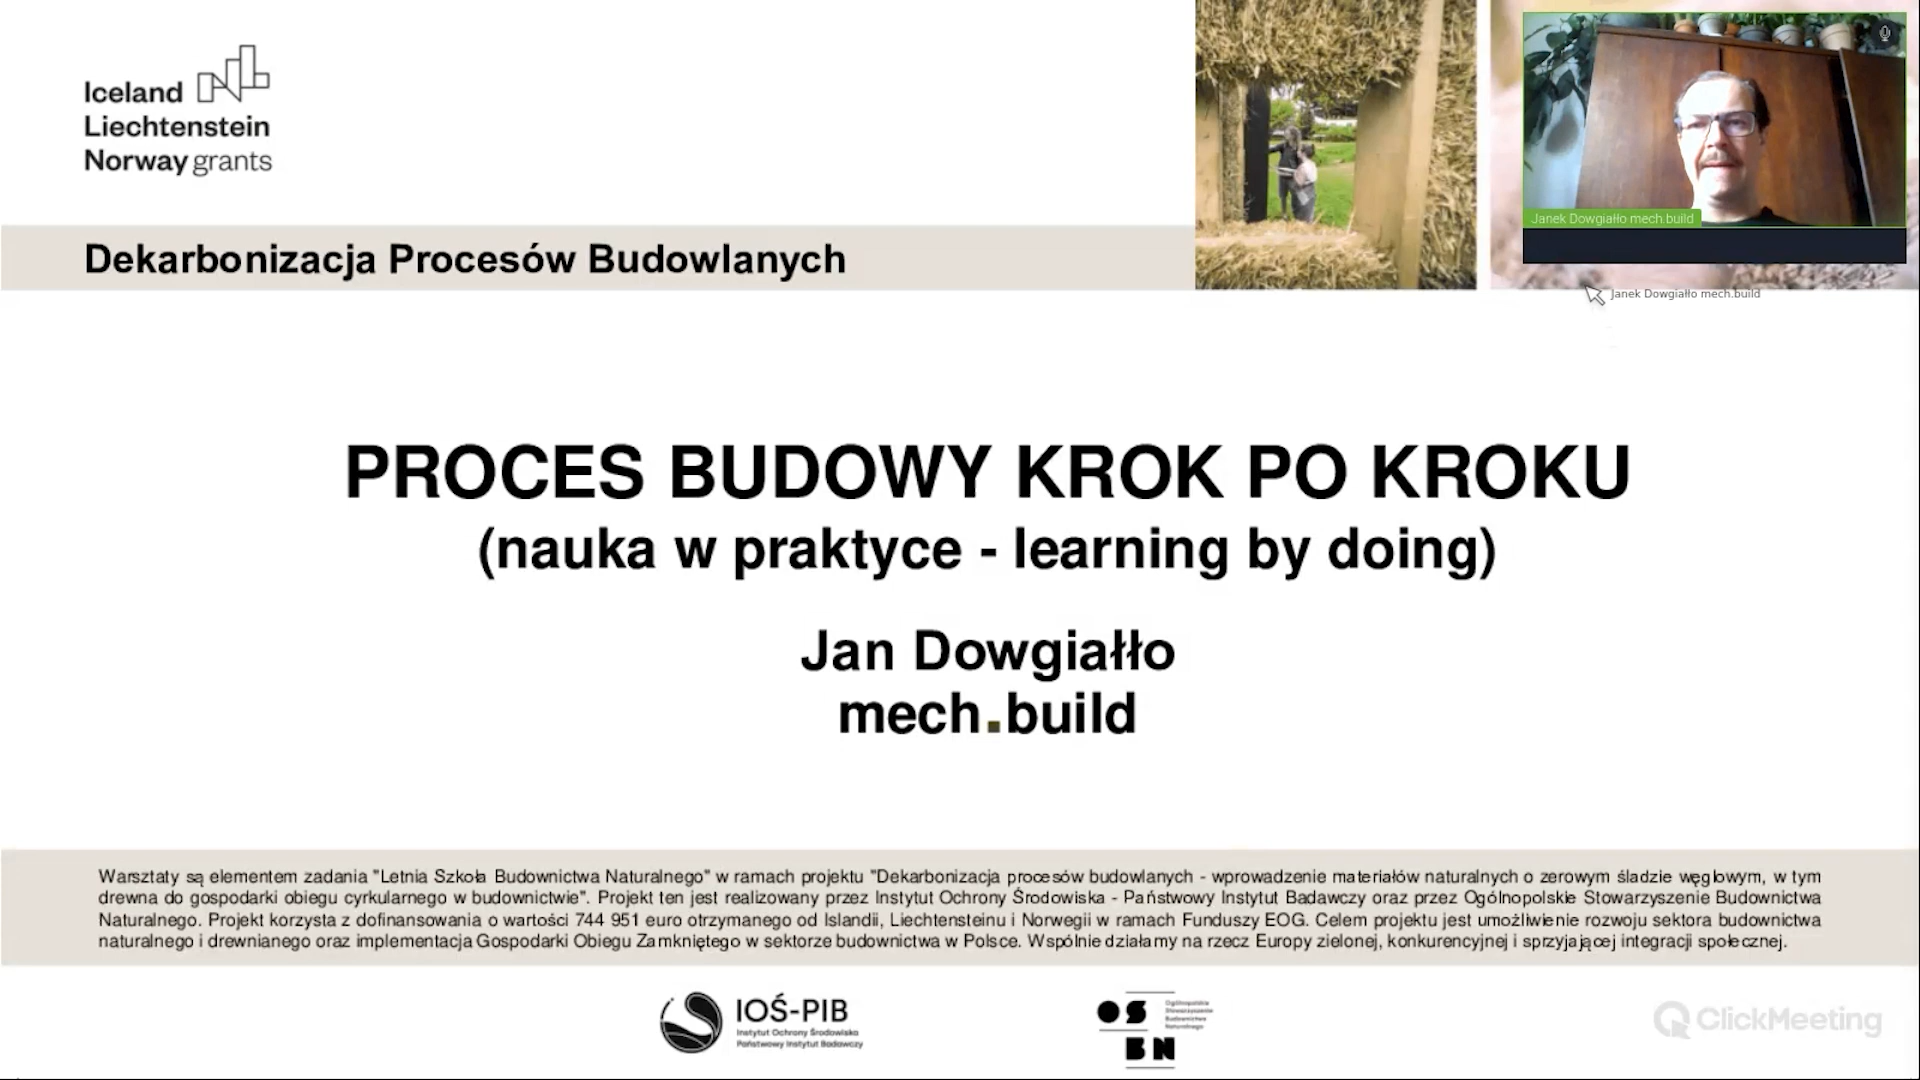 Iceland
Liechtenstein
Norway grants
Janek Dowgiałło mech.build
Janek Dowgiałło mech.build
Dekarbonizacja Procesów Budowlanych
PROCES BUDOWY KROK PO KROKU
(nauka w praktyce - learning by doing)
Jan Dowgiałło
mech.build
Warsztaty są elementem zadania "Letnia Szkoła Budownictwa Naturalnego" w ramach projektu "Dekarbonizacja procesów budowlanych - wprowadzenie materiałów naturalnych o zerowym śladzie węglowym, w tym
drewna do gospodarki obiegu cyrkularnego w budownictwie". Projekt ten jest realizowany przez Instytut Ochrony Środowiska - Państwowy Instytut Badawczy oraz przez Ogólnopolskie Stowarzyszenie Budownictwa
Naturalnego. Projekt korzysta z dofinansowania o wartości 744 951 euro otrzymanego od Islandii, Liechtensteinu i Norwegii w ramach Funduszy EOG. Celem projektu jest umożliwienie rozwoju sektora budownictwa
naturalnego i drewnianego oraz implementacja Gospodarki Obiegu Zamkniętego w sektorze budownictwa w Polsce. Wspólnie działamy na rzecz Europy zielonej, konkurencyjnej i sprzyjającej integracji społecznej.
IOŚ-PIB
Instytut Ochrony Środowiska
Państwowy Instytut Badawczy
OS
BN
Ogólnopolskie
Stowarzyszenie
Budownictwa
Naturalnego
ClickMeeting